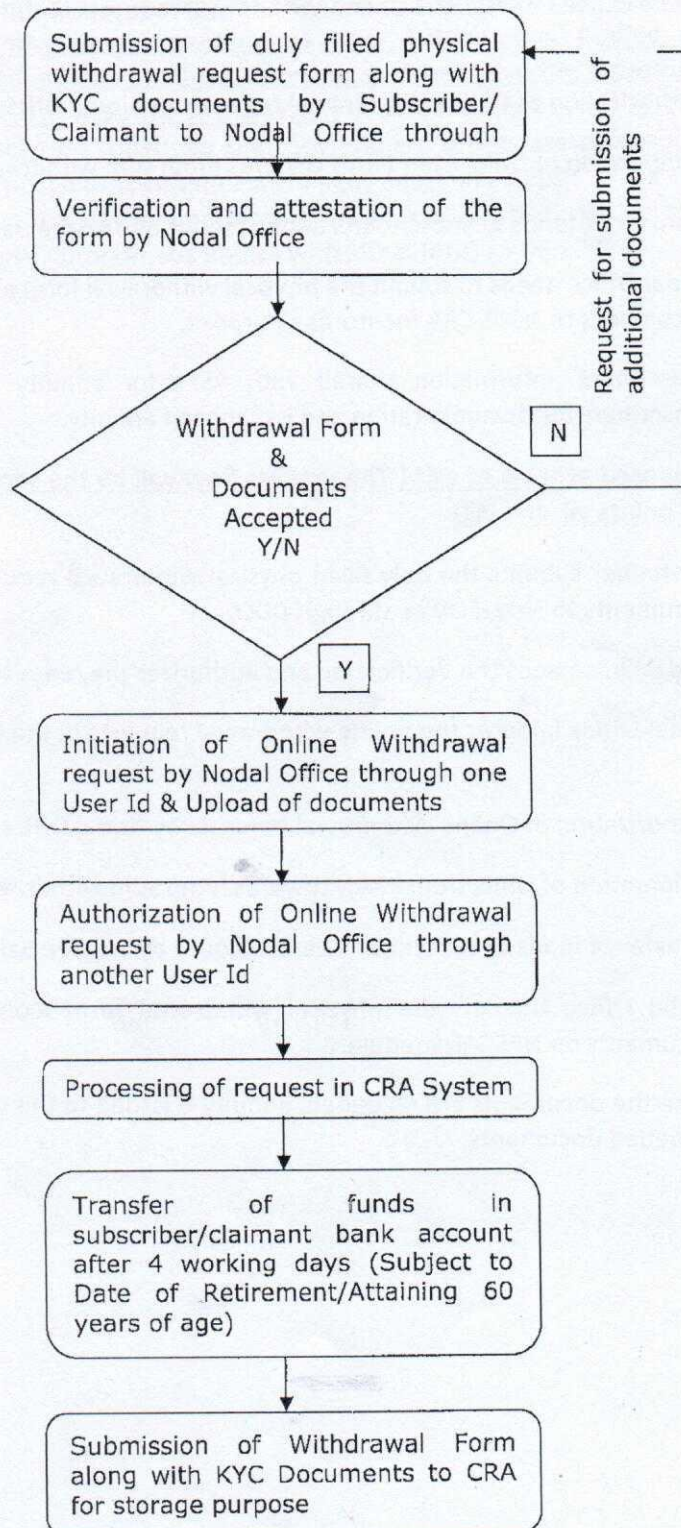 Submission of duly filled physical
withdrawal request form along with
KYC documents by Subscriber/
Claimant to Nodal Office through
Request for submission of
additional documents
Verification and attestation of the
form by Nodal Office
Withdrawal Form
&
Documents
Accepted
Y/N
N
Y
Initiation of Online Withdrawal
request by Nodal Office through one
User Id & Upload of documents
Authorization of Online Withdrawal
request by Nodal Office through
another User Id
Processing of request in CRA System
Transfer of funds in
subscriber/claimant bank account
after 4 working days (Subject to
Date of Retirement/Attaining 60
years of age)
Submission of Withdrawal Form
along with KYC Documents to CRA
for storage purpose